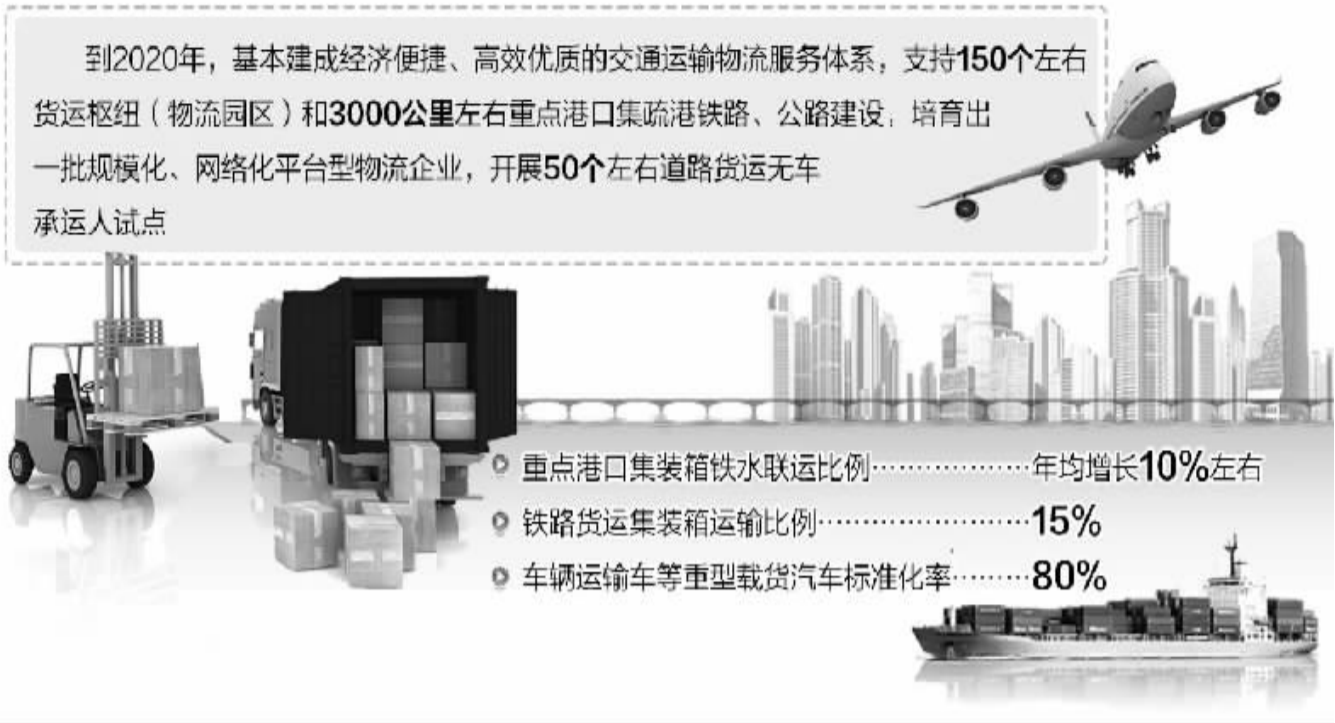 到2020年，基本建成经济便捷、高效优质的交通运输物流服务体系，支持150个左右
货运枢纽（物流园区）和3000公里左右重点港口集疏港铁路、公路建设，培育出
一批规模化、网络化平台型物流企业，开展50个左右道路货运无车
承运人试点
重点港口集装箱铁水联运比例……………年均增长10%左右
铁路货运集装箱运输比例…………………15%
车辆运输车等重型载货汽车标准化率………80%